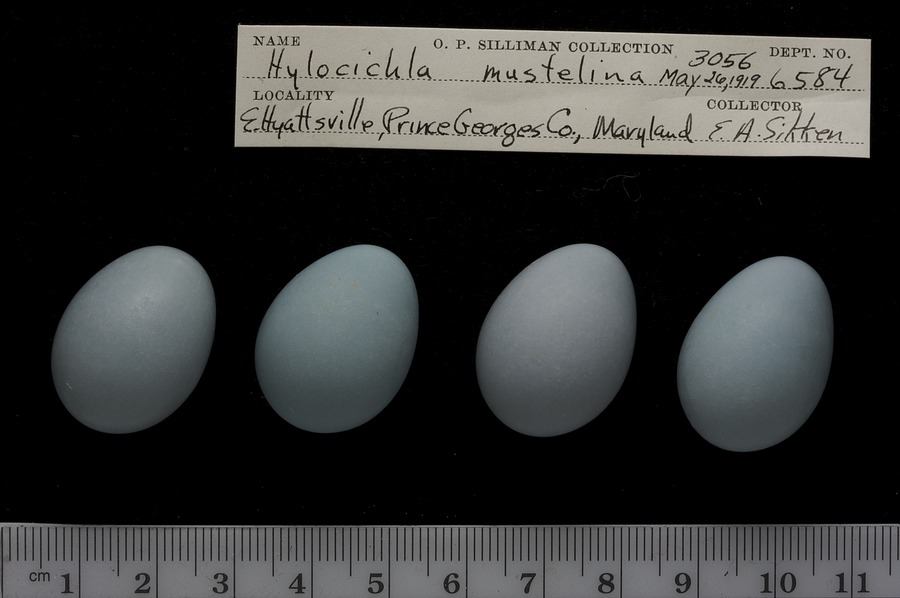 NAME O. P. SILLIMAN COLLECTION 3056 DEPT. NO.
Hylocichla mustelina May 26, 1919 6584
LOCALITY COLLECTOR
E. Hyattsville, Prince Georges Co., Maryland E. A.
cm 1 2 3 4 5 6 7 8 9 10 11